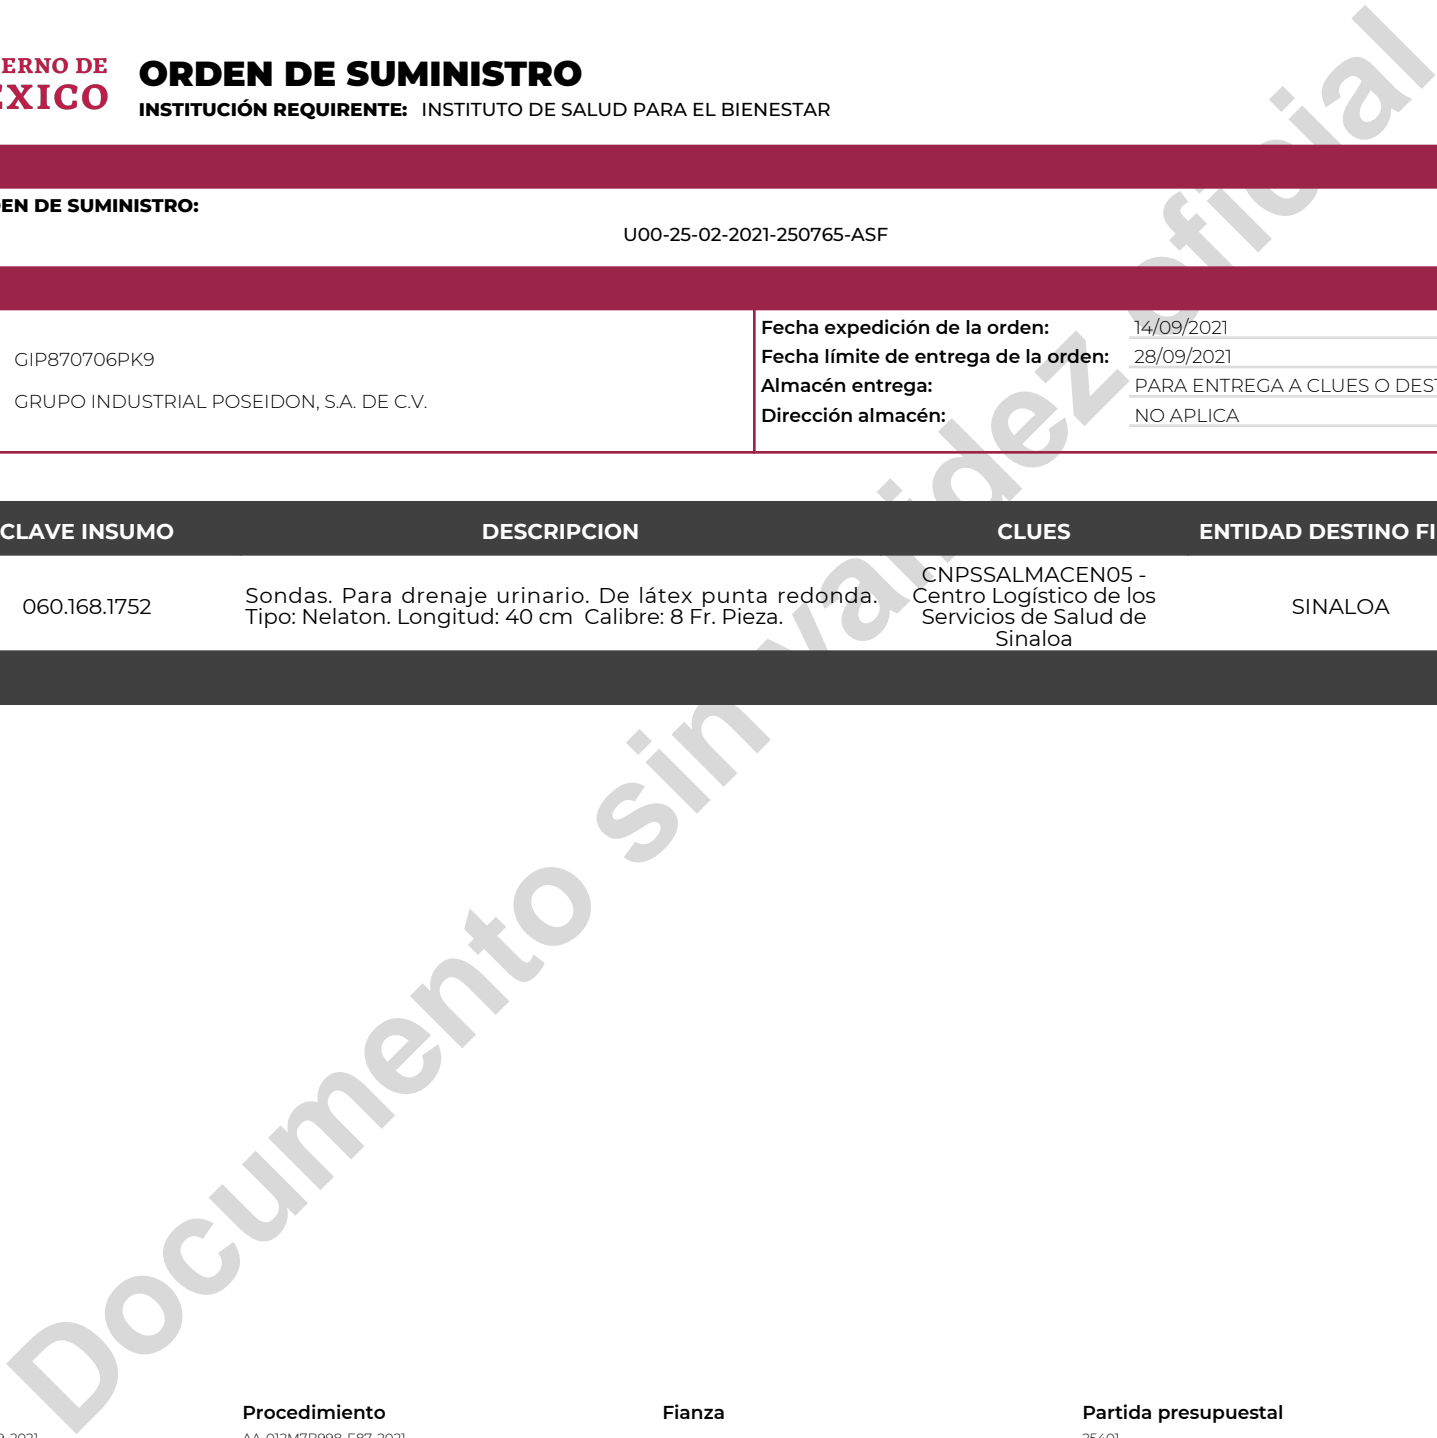 ERNO DE
ORDEN DE SUMINISTRO
INSTITUCIÓN REQUIRENTE: INSTITUTO DE SALUD PARA EL BIENESTAR
EN DE SUMINISTRO:
U00-25-02-2021-250765-ASF
GIP870706PK9
GRUPO INDUSTRIAL POSEIDON, S.A. DE C.V.
Fecha expedición de la orden: 14/09/2021
Fecha límite de entrega de la orden: 28/09/2021
Almacén entrega: PARA ENTREGA A CLUES O DEST
Dirección almacén: NO APLICA
CLAVE INSUMO DESCRIPCION CLUES ENTIDAD DESTINO FI
060.168.1752
Sondas. Para drenaje urinario. De látex punta redonda.
Tipo: Nelaton. Longitud: 40 cm Calibre: 8 Fr. Pieza.
CNPSSALMACEN05 -
Centro Logístico de los
Servicios de Salud de
Sinaloa
SINALOA
Documento sin validez oficial
Procedimiento Fianza Partida presupuestal